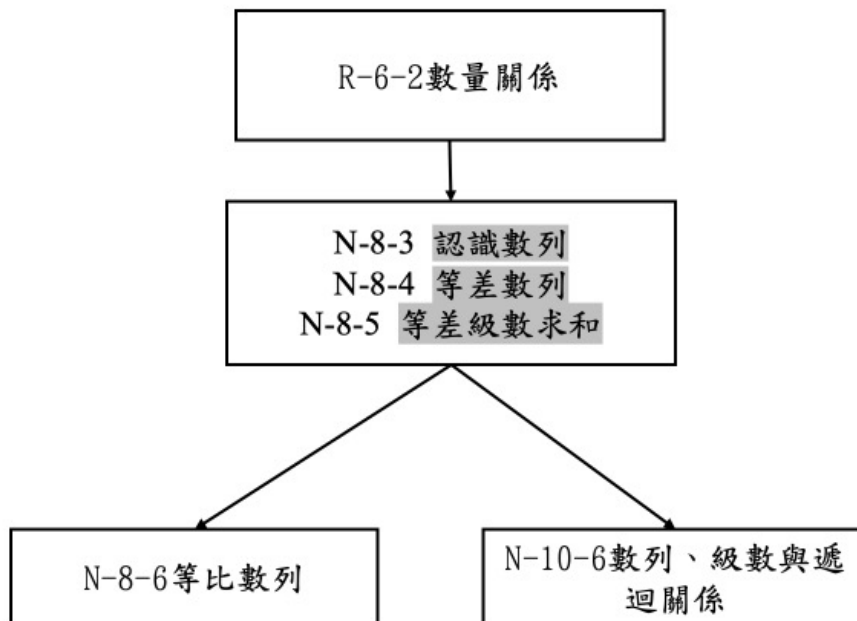 R-6-2數量關係
N-8-3 認識數列
N-8-4 等差數列
N-8-5 等差級數求和
N-8-6等比數列
N-10-6數列、級數與遞
迴關係